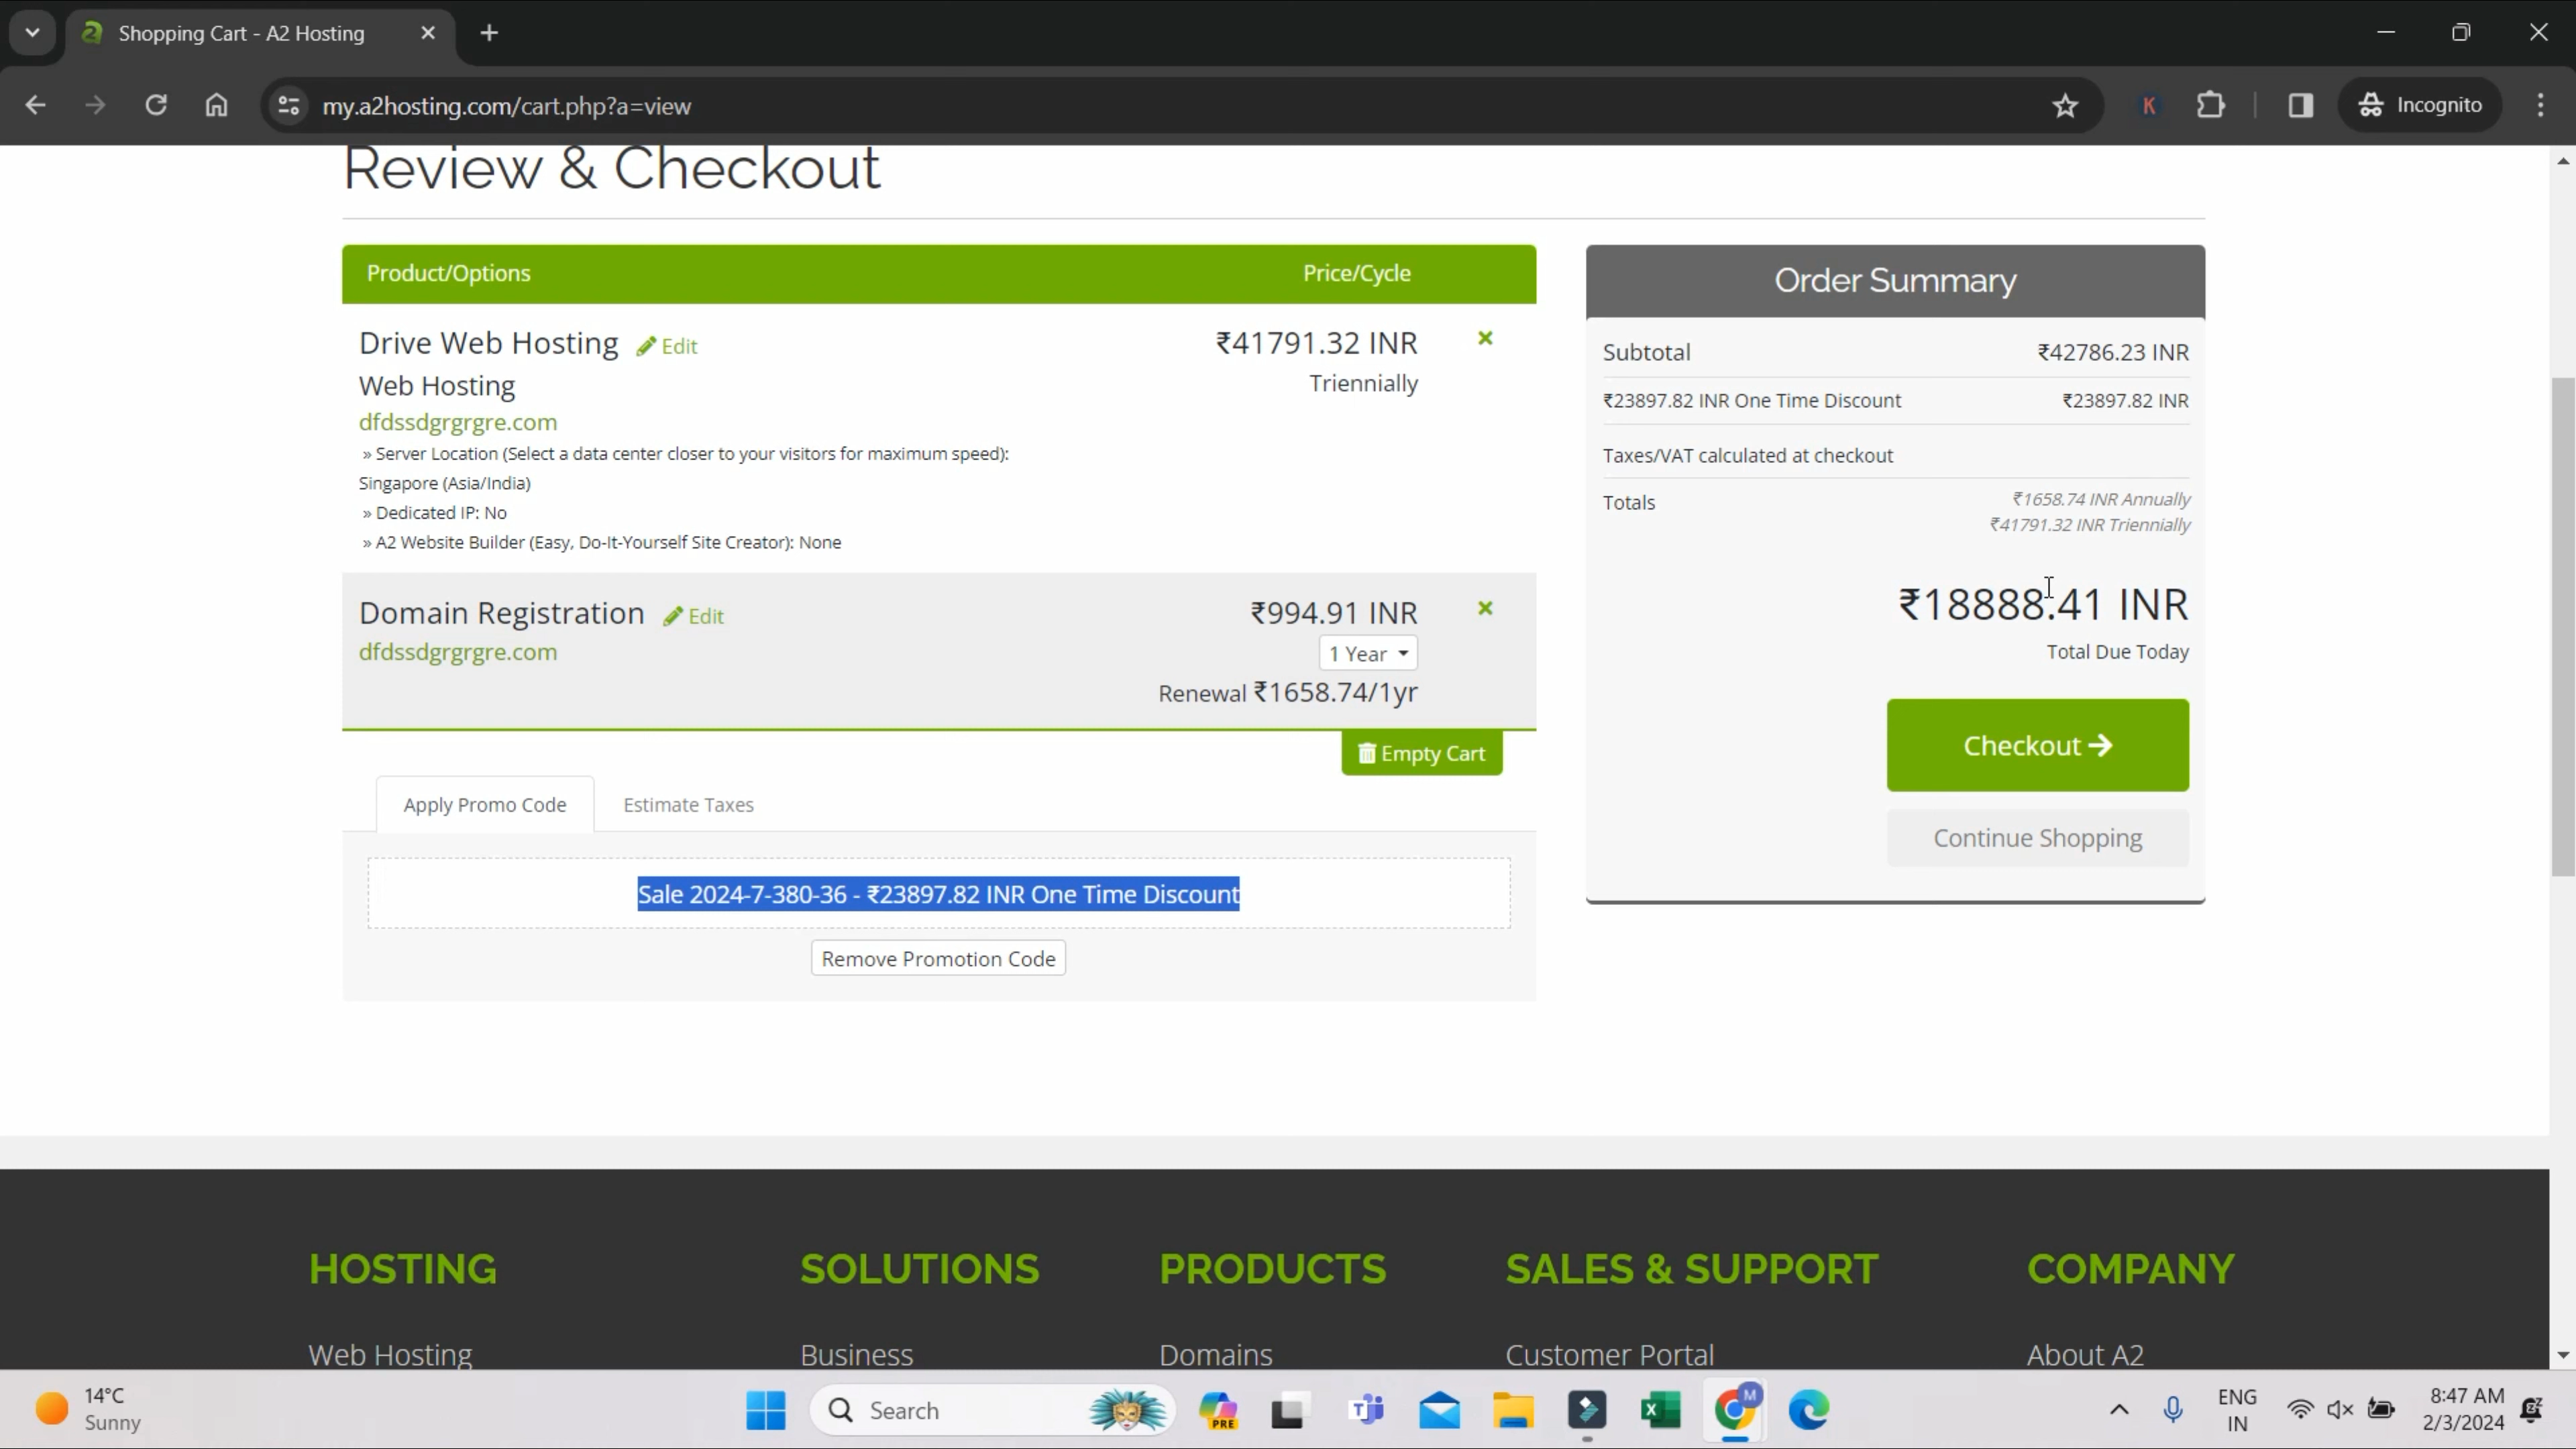 Shopping Cart - A2 Hosting
my.a2hosting.com/cart.php?a=view
K
Incognito
Review & Checkout
Product/Options
Price/Cycle
Drive Web Hosting
Edit
₹41791.32 INR
Web Hosting
Triennially
dfdssdgrgrgre.com
» Server Location (Select a data center closer to your visitors for maximum speed):
Singapore (Asia/India)
» Dedicated IP: No
» A2 Website Builder (Easy, Do-It-Yourself Site Creator): None
Domain Registration
Edit
₹994.91 INR
dfdssdgrgrgre.com
1 Year
Renewal ₹1658.74/1yr
Empty Cart
Apply Promo Code
Estimate Taxes
Sale 2024-7-380-36 - ₹23897.82 INR One Time Discount
Remove Promotion Code
Order Summary
Subtotal
₹42786.23 INR
₹23897.82 INR One Time Discount
₹23897.82 INR
Taxes/VAT calculated at checkout
Totals
₹1658.74 INR Annually
₹41791.32 INR Triennially
₹18888.41 INR
Total Due Today
Checkout
Continue Shopping
HOSTING
SOLUTIONS
PRODUCTS
SALES & SUPPORT
COMPANY
Web Hosting
Business
Domains
Customer Portal
About A2
14°C
Sunny
Search
PRE
M
ENG
IN
8:47 AM
2/3/2024